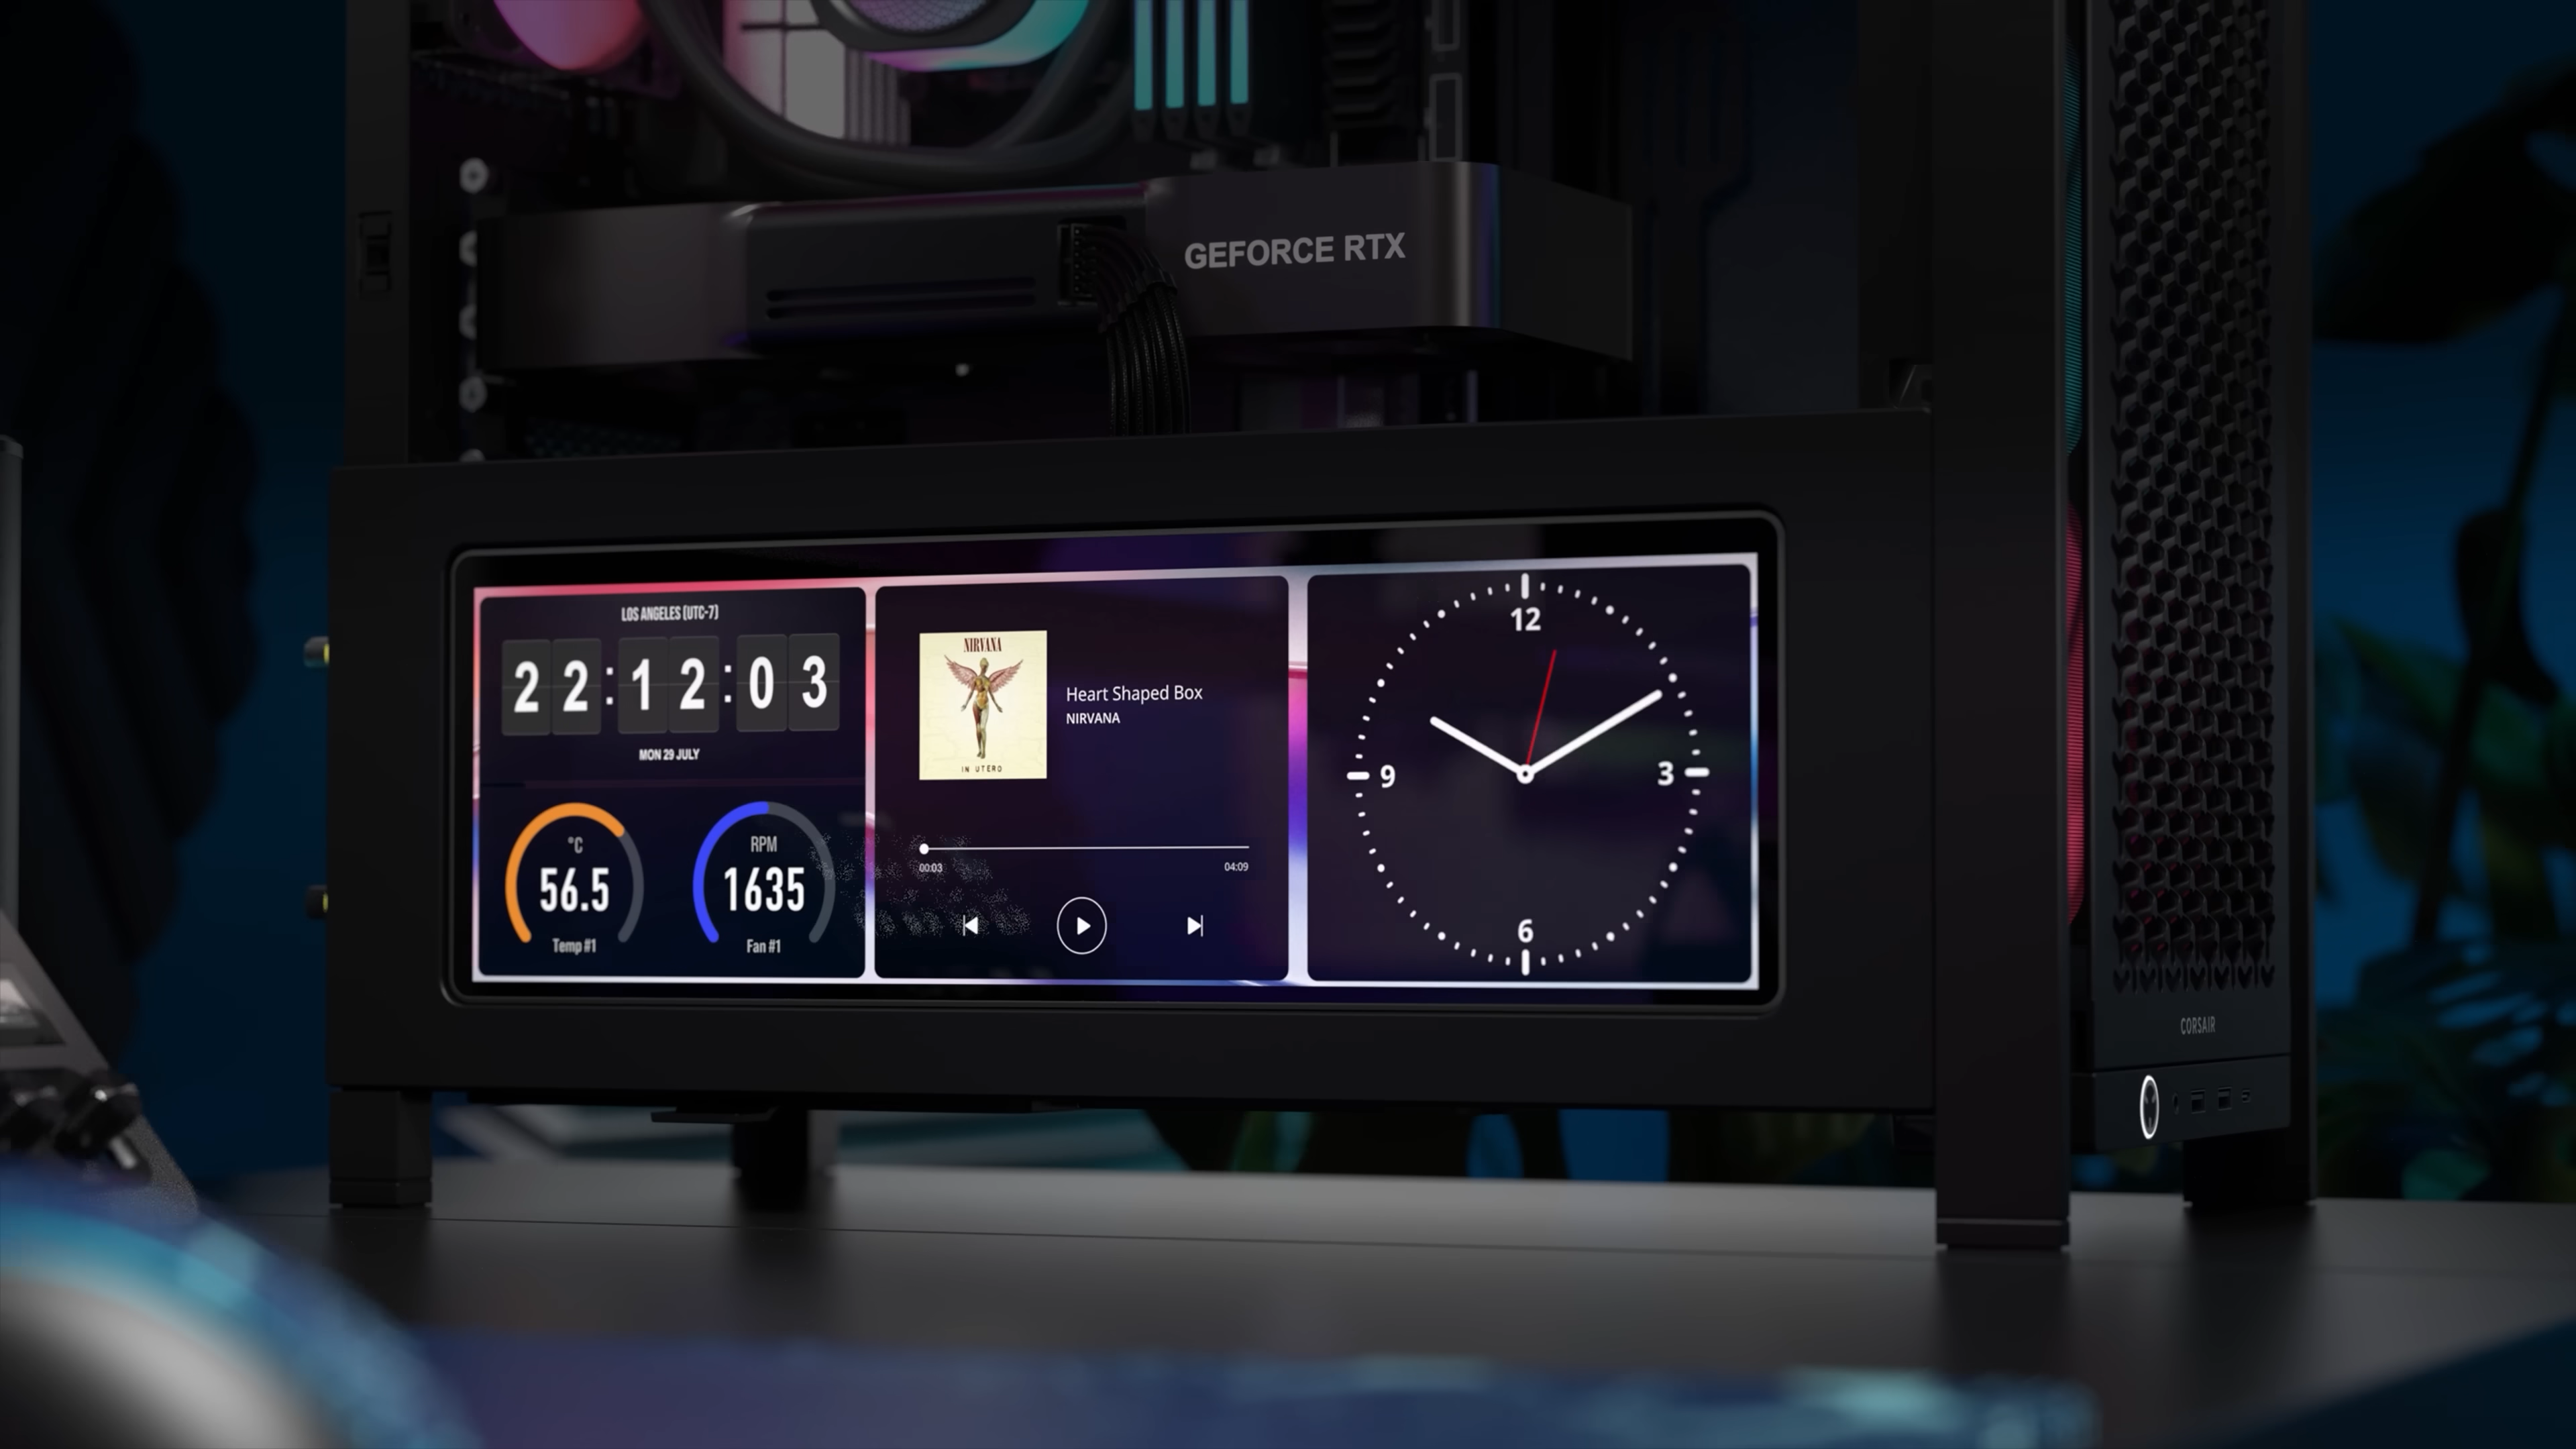 GEFORCE RTX
LOS ANGELES (UTC-7)
22:12:03
MON 29 JULY
°C
56.5
Temp #1
RPM
1635
Fan #1
NIRVANA
IN UTERO
Heart Shaped Box
NIRVANA
00:03
04:09
12
3
6
9
CORSAIR